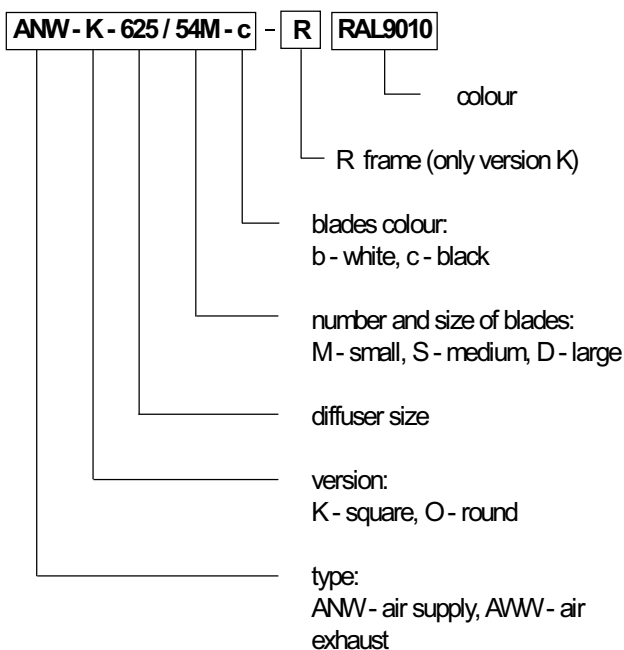 ANW - K - 625 / 54M - c - R RAL9010
colour
R frame (only version K)
blades colour:
b - white, c - black
number and size of blades:
M - small, S - medium, D - large
diffuser size
version:
K - square, O - round
type:
ANW - air supply, AWW - air
exhaust